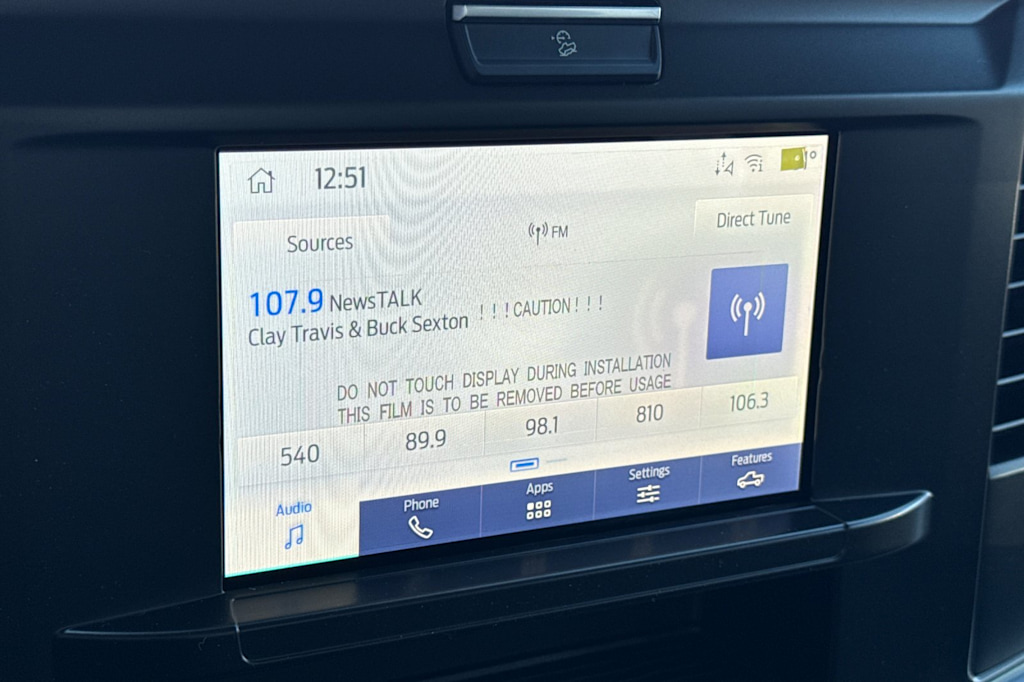 12:51
Sources
FM
Direct Tune
107.9 NewsTALK
Clay Travis & Buck Sexton
! ! ! CAUTION ! ! !
DO NOT TOUCH DISPLAY DURING INSTALLATION
THIS FILM IS TO BE REMOVED BEFORE USAGE
540 89.9 98.1 810 106.3
Audio Phone Apps Settings Features